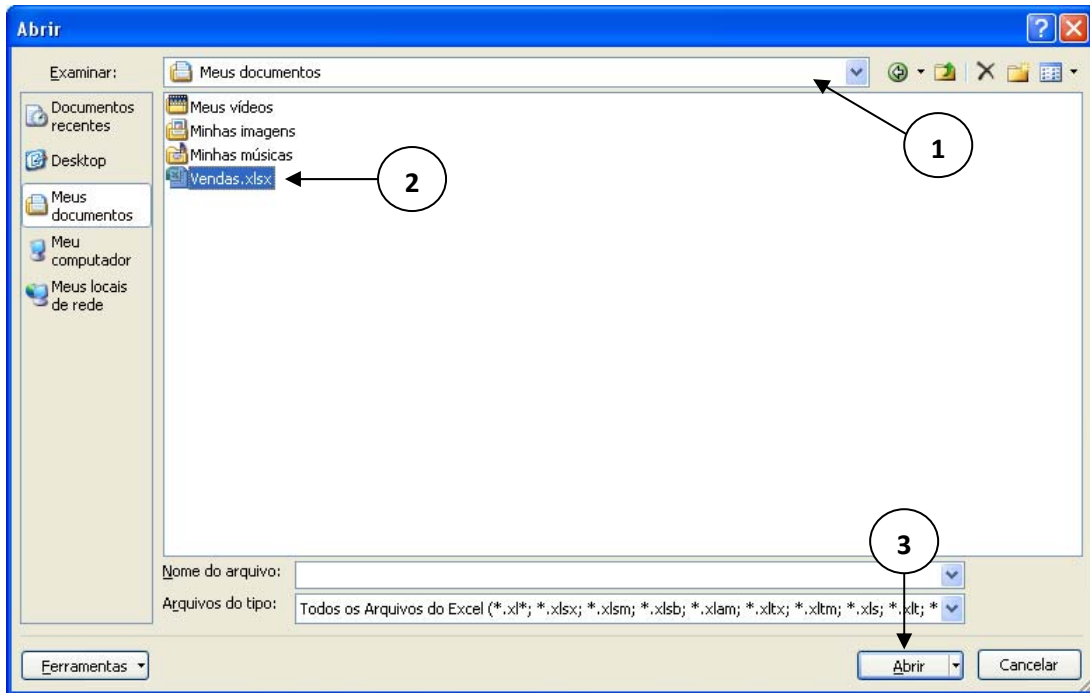 Abrir
Examinar:
Meus documentos
1
Documentos
recentes
Desktop
Meus
documentos
Meu
computador
Meus locais
de rede
Meus vídeos
Minhas imagens
Minhas músicas
Vendas.xlsx
2
3
Nome do arquivo:
Arquivos do tipo:
Todos os Arquivos do Excel (*.xl*; *.xlsx; *.xlsm; *.xlsb; *.xlam; *.xltx; *.xltm; *.xls; *.xlt; *
Ferramentas
Abrir
Cancelar